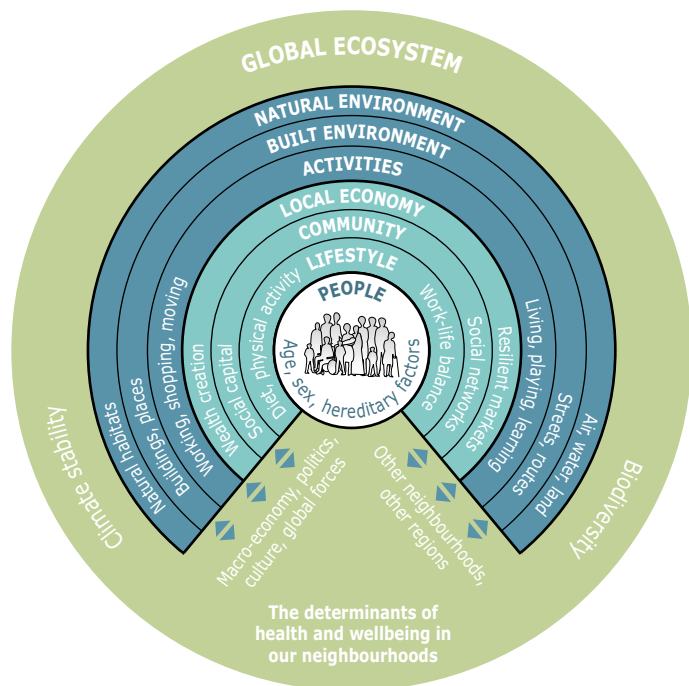 GLOBAL ECOSYSTEM
NATURAL ENVIRONMENT
BUILT ENVIRONMENT
ACTIVITIES
LOCAL ECONOMY
COMMUNITY
LIFESTYLE
PEOPLE
Age, sex, hereditary factors
Diet, physical activity
Work-life balance
Social capital
Social networks
Wealth creation
Resilient markets
Working, shopping, moving
Living, playing, learning
Buildings, places
Streets, routes
Natural habitats
Air, water, land
Climate stability
Biodiversity
Macro-economy, politics,
culture, global forces
Other neighbourhoods,
other regions
The determinants of
health and wellbeing in
our neighbourhoods